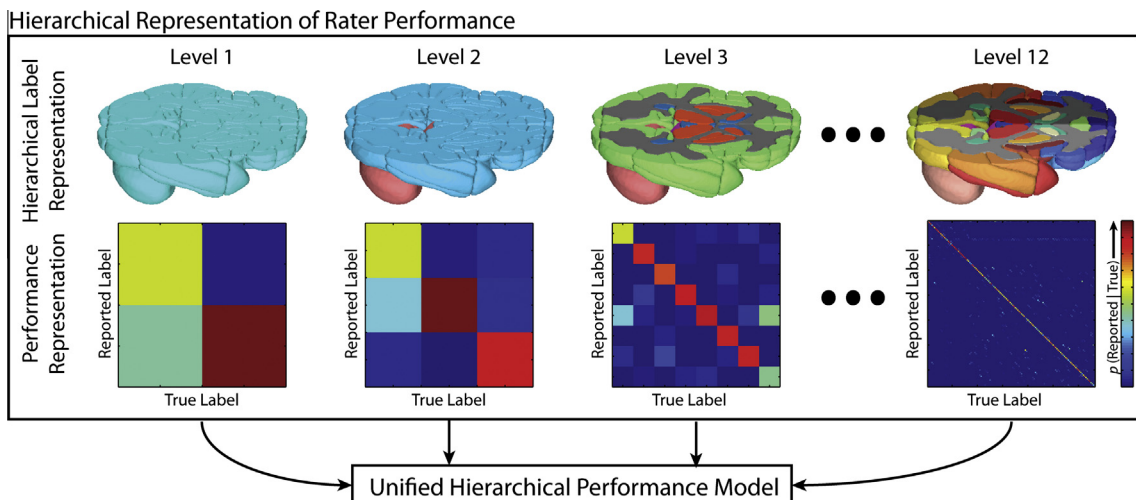 Hierarchical Representation of Rater Performance
Level 1
Level 2
Level 3
Level 12
Hierarchical Label
Representation
Performance
Representation
Reported Label
Reported Label
Reported Label
Reported Label
p (Reported | True)
True Label
True Label
True Label
True Label
Unified Hierarchical Performance Model